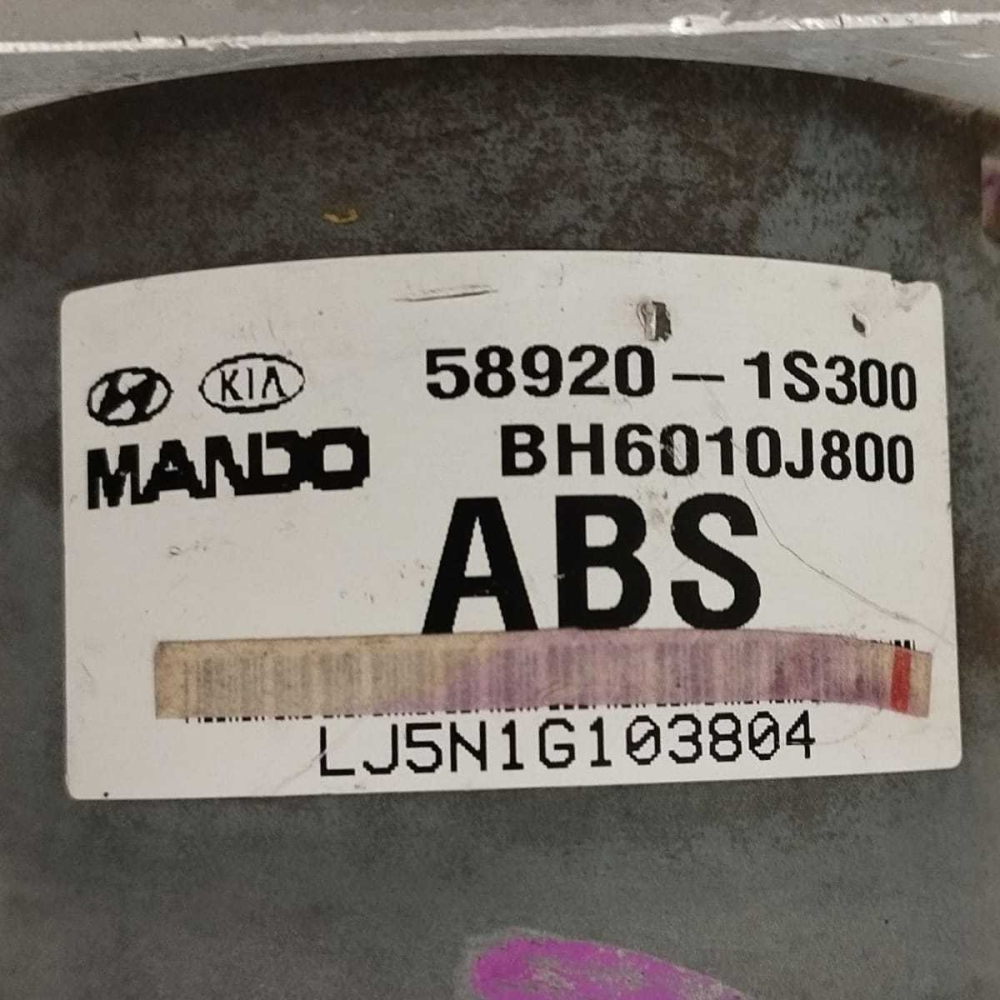 KIA 58920 - 1S300
MANDO BH6010J800
ABS
LJ5N1G103804